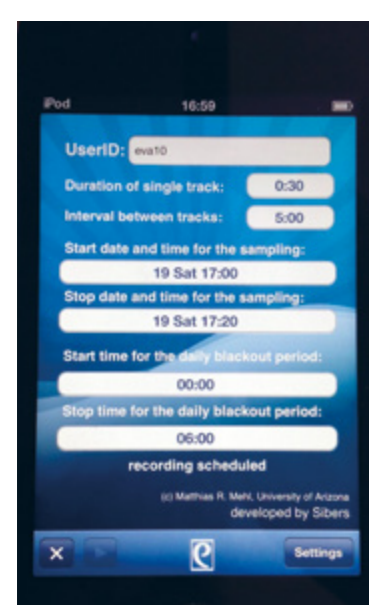 iPod 16:59
UserID: eva10
Duration of single track: 0:30
Interval between tracks: 5:00
Start date and time for the sampling:
19 Sat 17:00
Stop date and time for the sampling:
19 Sat 17:20
Start time for the daily blackout period:
00:00
Stop time for the daily blackout period:
06:00
recording scheduled
(c) Matthias R. Mehl, University of Arizona
developed by Sibers
e Settings